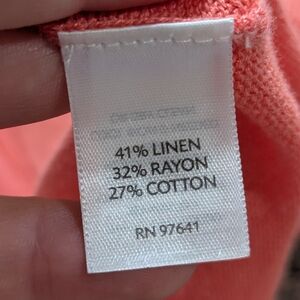 41% LINEN
32% RAYON
27% COTTON
RN 97641